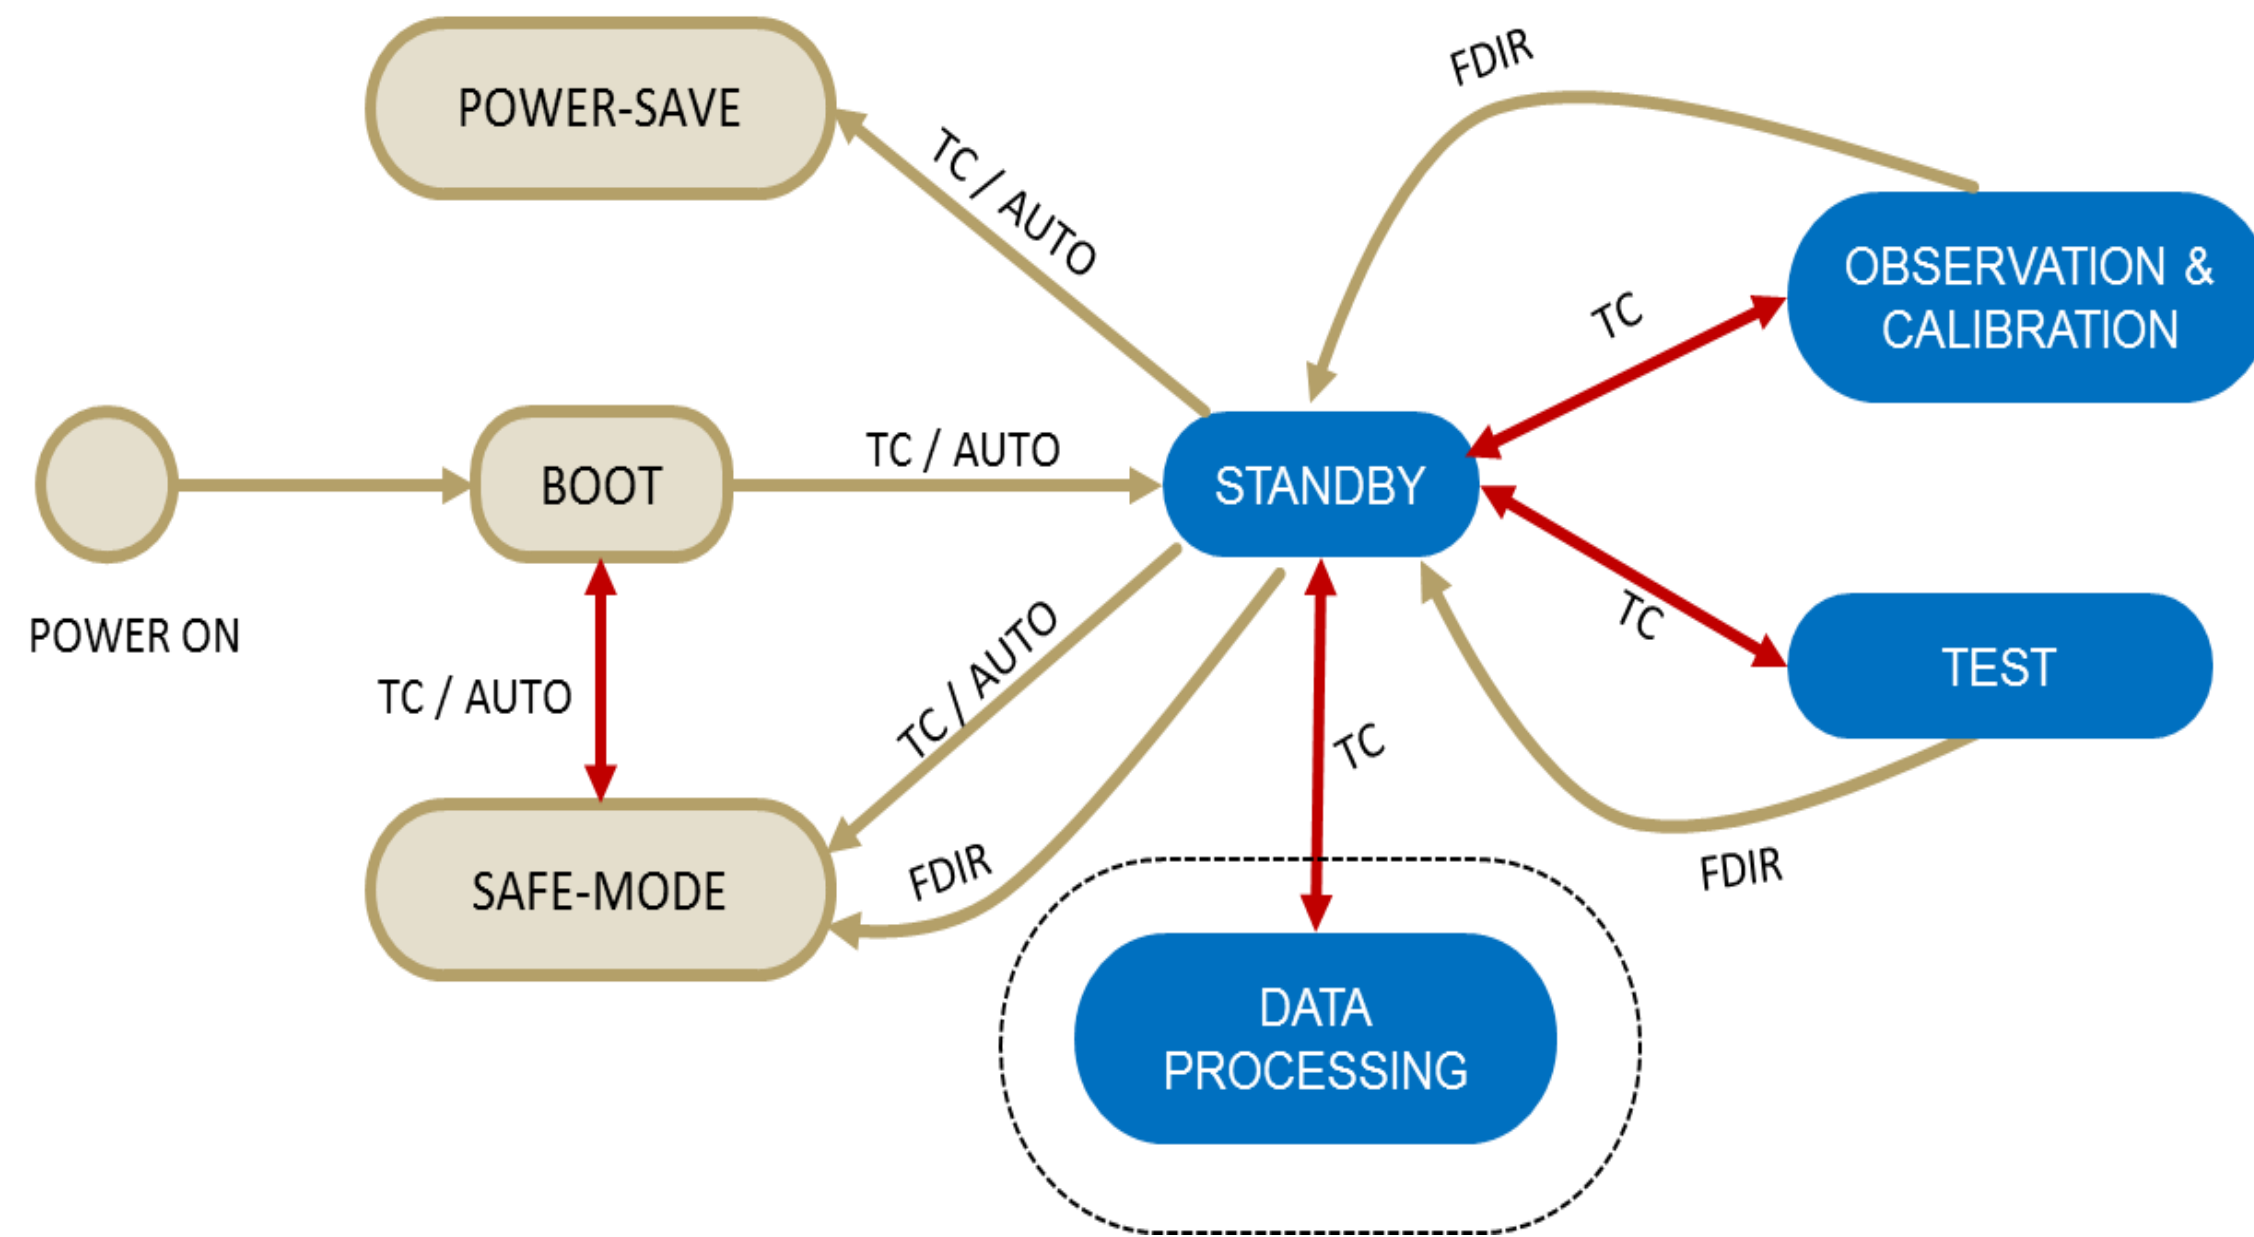 FDIR
POWER-SAVE
TC / AUTO
OBSERVATION &
CALIBRATION
TC
TC / AUTO
BOOT
STANDBY
POWER ON
TC / AUTO
TC / AUTO
TC
TEST
TC
SAFE-MODE
FDIR
FDIR
DATA
PROCESSING